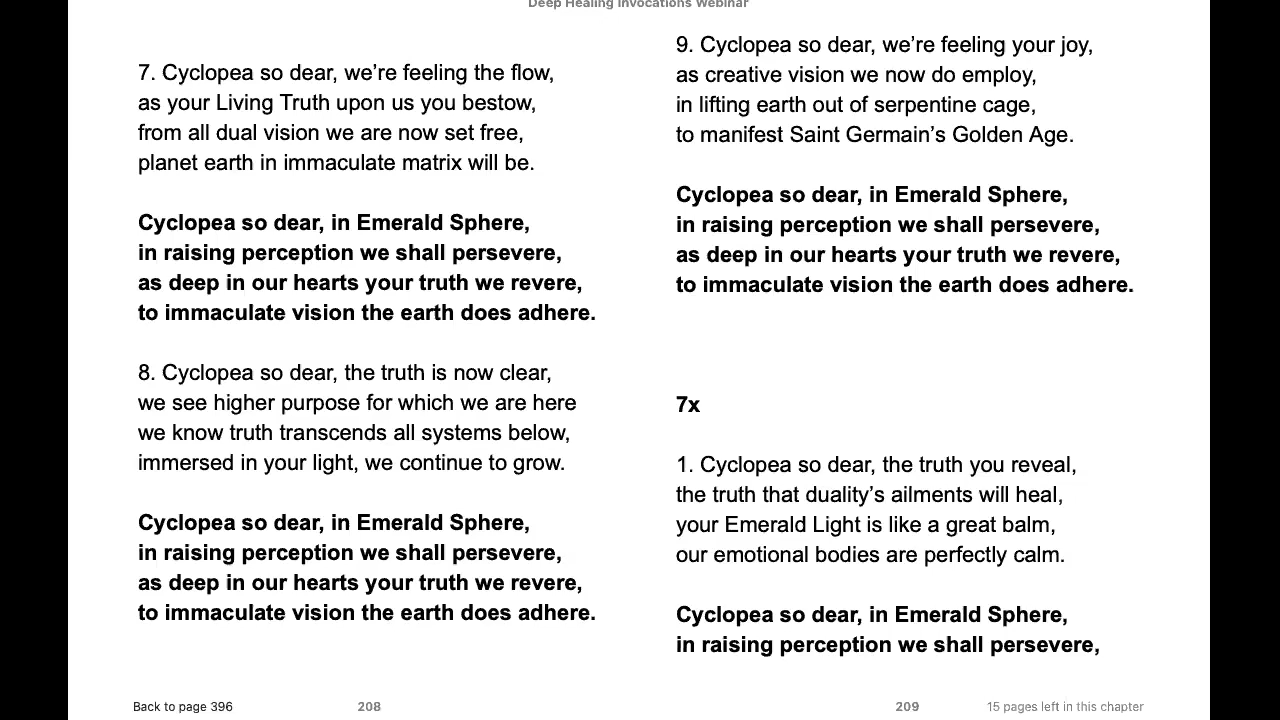 Deep Healing Invocations Webinar
7. Cyclopea so dear, we’re feeling the flow,
as your Living Truth upon us you bestow,
from all dual vision we are now set free,
planet earth in immaculate matrix will be.
Cyclopea so dear, in Emerald Sphere,
in raising perception we shall persevere,
as deep in our hearts your truth we revere,
to immaculate vision the earth does adhere.
8. Cyclopea so dear, the truth is now clear,
we see higher purpose for which we are here
we know truth transcends all systems below,
immersed in your light, we continue to grow.
Cyclopea so dear, in Emerald Sphere,
in raising perception we shall persevere,
as deep in our hearts your truth we revere,
to immaculate vision the earth does adhere.
Back to page 396
208
9. Cyclopea so dear, we’re feeling your joy,
as creative vision we now do employ,
in lifting earth out of serpentine cage,
to manifest Saint Germain’s Golden Age.
Cyclopea so dear, in Emerald Sphere,
in raising perception we shall persevere,
as deep in our hearts your truth we revere,
to immaculate vision the earth does adhere.
7x
1. Cyclopea so dear, the truth you reveal,
the truth that duality’s ailments will heal,
your Emerald Light is like a great balm,
our emotional bodies are perfectly calm.
Cyclopea so dear, in Emerald Sphere,
in raising perception we shall persevere,
209
15 pages left in this chapter